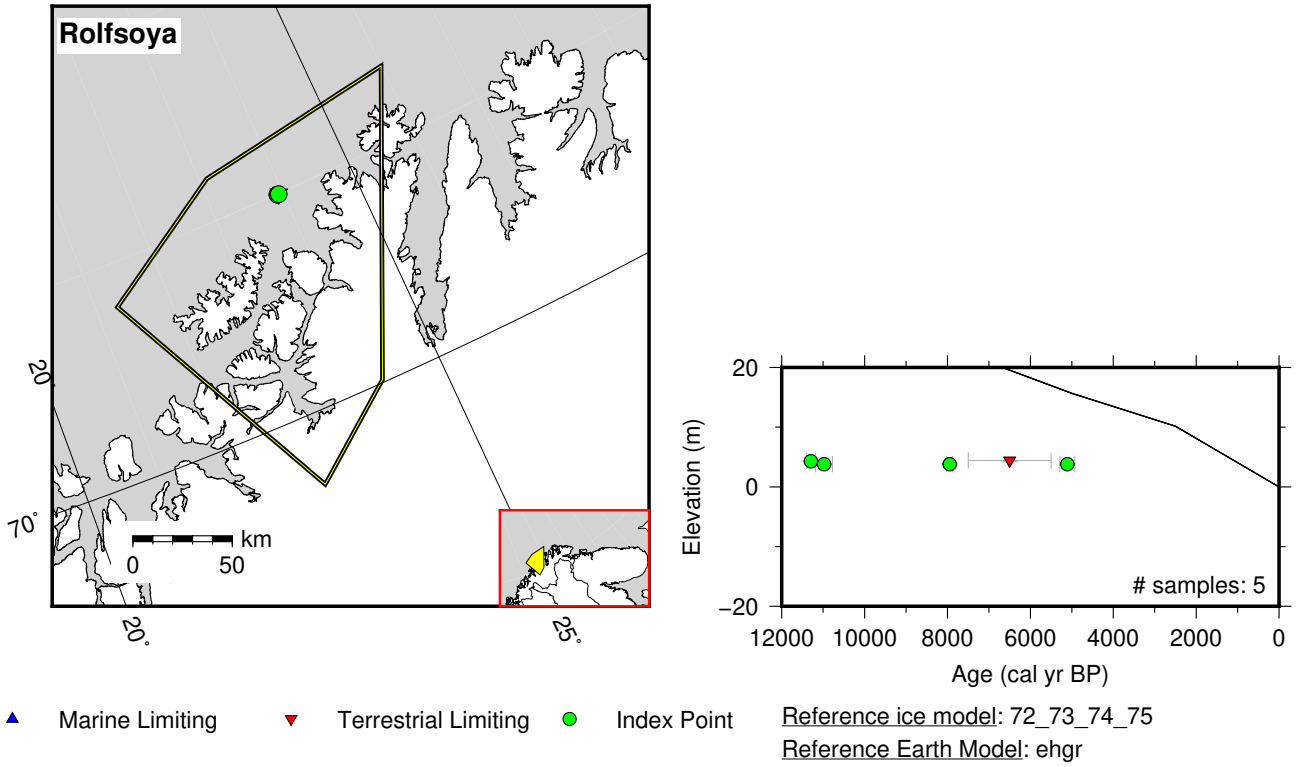 Rolfsoya
20°
70°
km
0 50
20°
25°
20
0
−20
Elevation (m)
# samples: 5
12000 10000 8000 6000 4000 2000 0
Age (cal yr BP)
Marine Limiting Terrestrial Limiting Index Point
Reference ice model: 72_73_74_75
Reference Earth Model: ehgr